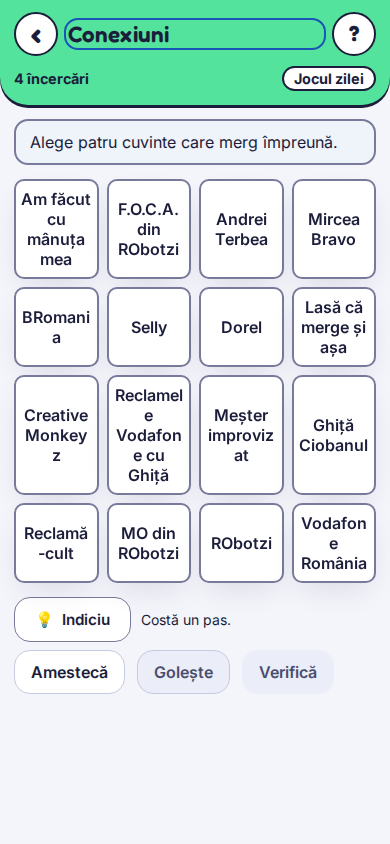 Conexiuni
?
4 încercări
Jocul zilei
Alege patru cuvinte care merg împreună.
Am făcut
cu
mânuța
mea
F.O.C.A.
din
RObotzi
Andrei
Terbea
Mircea
Bravo
BRomani
a
Selly
Dorel
Lasă că
merge și
așa
Creative
Monkey
z
Reclamel
e
Vodafon
e cu
Ghiță
Meșter
improviz
at
Ghiță
Ciobanul
Reclamă
-cult
MO din
RObotzi
RObotzi
Vodafon
e
România
Indiciu
Costă un pas.
Amestecă
Golește
Verifică